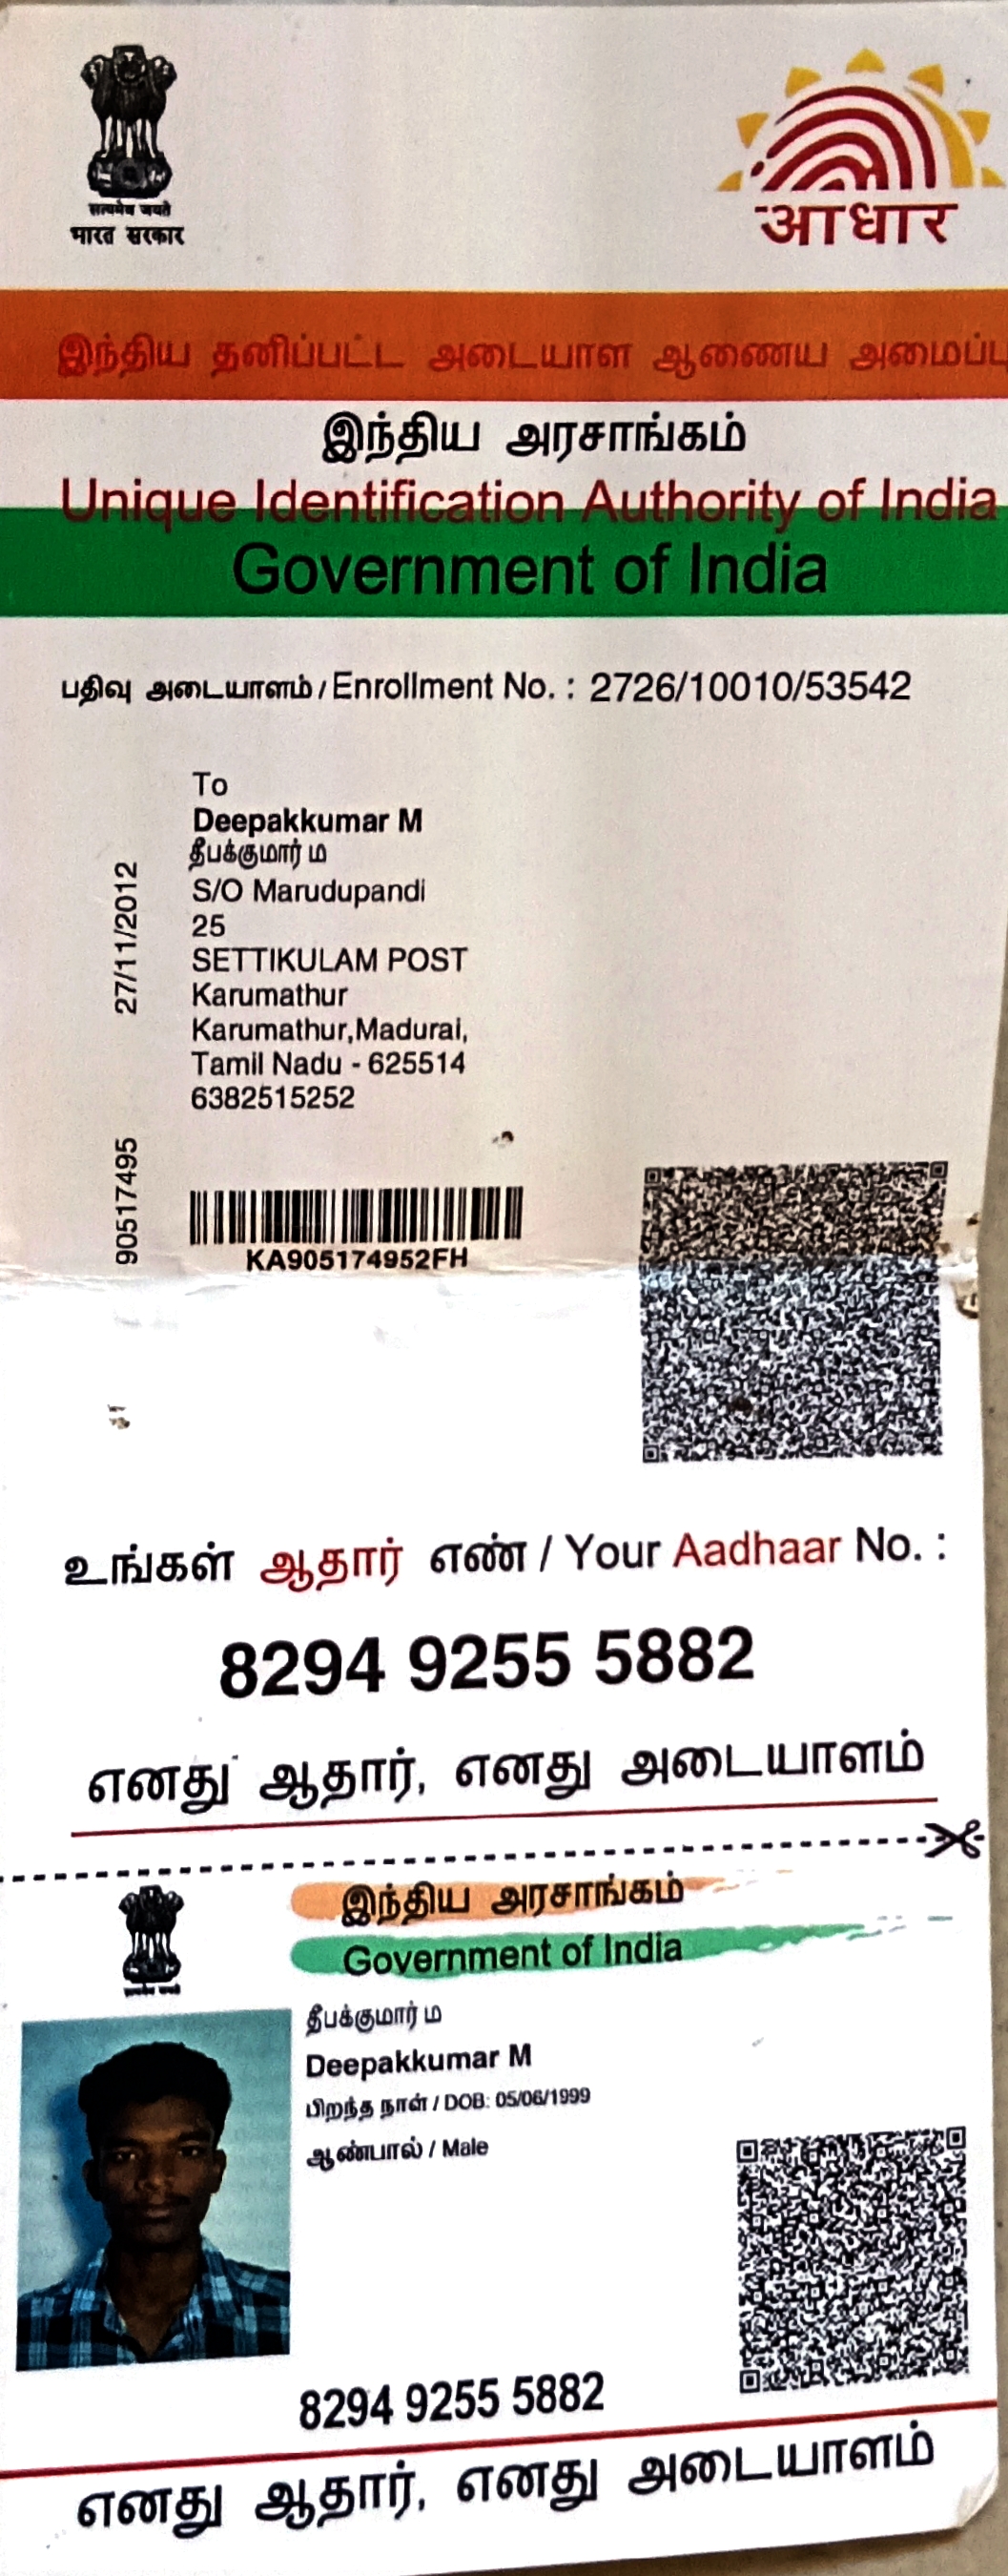 सत्यमेव जयते
भारत सरकार
आधार
இந்திய தனிப்பட்ட அடையாள ஆணைய அமைப்பு
இந்திய அரசாங்கம்
Unique Identification Authority of India
Government of India
பதிவு அடையாளம் / Enrollment No. : 2726/10010/53542
To
Deepakkumar M
தீபக்குமார் ம
S/O Marudupandi
25
SETTIKULAM POST
Karumathur
Karumathur,Madurai,
Tamil Nadu - 625514
6382515252
27/11/2012
90517495
KA905174952FH
உங்கள் ஆதார் எண் / Your Aadhaar No. :
8294 9255 5882
எனது ஆதார், எனது அடையாளம்
இந்திய அரசாங்கம்
Government of India
தீபக்குமார் ம
Deepakkumar M
பிறந்த நாள் / DOB: 05/06/1999
ஆண்பால் / Male
8294 9255 5882
எனது ஆதார், எனது அடையாளம்